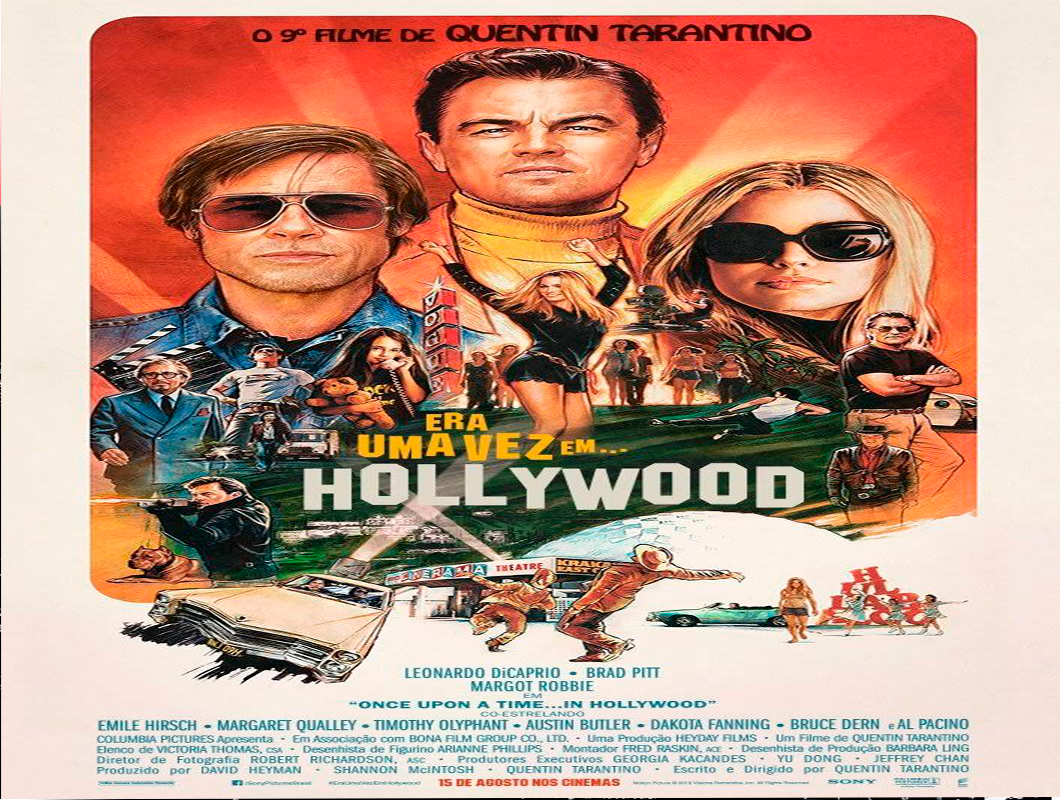 O 9º FILME DE QUENTIN TARANTINO
VOGUE
ERA
UMA VEZ EM...
HOLLYWOOD
THEATRE
LEONARDO DiCAPRIO • BRAD PITT
MARGOT ROBBIE
EM
“ONCE UPON A TIME...IN HOLLYWOOD”
CO-ESTRELANDO
EMILE HIRSCH • MARGARET QUALLEY • TIMOTHY OLYPHANT • AUSTIN BUTLER • DAKOTA FANNING • BRUCE DERN e AL PACINO
COLUMBIA PICTURES Apresenta · Em Associação com BONA FILM GROUP CO., LTD. · Uma Produção HEYDAY FILMS · Um Filme de QUENTIN TARANTINO
Elenco de VICTORIA THOMAS, CSA · Desenhista de Figurino ARIANNE PHILLIPS · Montador FRED RASKIN, ACE · Desenhista de Produção BARBARA LING
Diretor de Fotografia ROBERT RICHARDSON, ASC · Produtores Executivos GEORGIA KACANDES · YU DONG · JEFFREY CHAN
Produzido por DAVID HEYMAN · SHANNON McINTOSH · QUENTIN TARANTINO · Escrito e Dirigido por QUENTIN TARANTINO
15 DE AGOSTO NOS CINEMAS
SONY